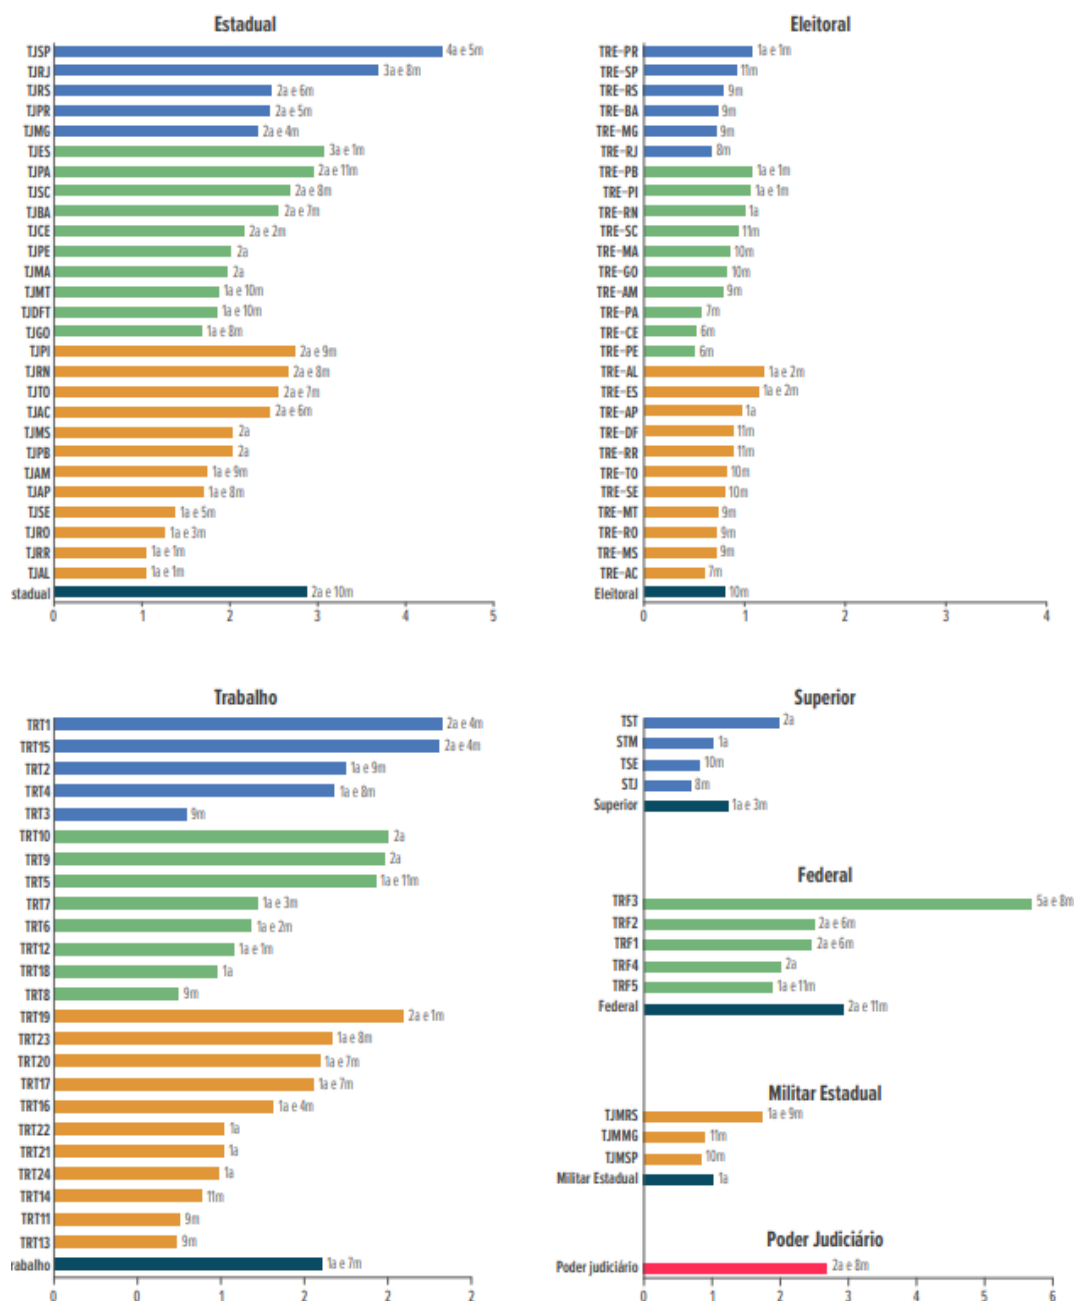 Estadual
TJSP 4a e 5m
TJRJ 3a e 8m
TJRS 2a e 6m
TJPR 2a e 5m
TJMG 2a e 4m
TJES 3a e 1m
TJPA 2a e 11m
TJSC 2a e 8m
TJBA 2a e 7m
TJCE 2a e 2m
TJPE 2a
TJMA 2a
TJMT 1a e 10m
TJDFT 1a e 10m
TJGO 1a e 8m
TJPI 2a e 9m
TJRN 2a e 8m
TJTO 2a e 7m
TJAC 2a e 6m
TJMS 2a
TJPB 2a
TJAM 1a e 9m
TJAP 1a e 8m
TJSE 1a e 5m
TJRO 1a e 3m
TJRR 1a e 1m
TJAL 1a e 1m
stadual 2a e 10m
0 1 2 3 4 5
Eleitoral
TRE-PR 1a e 1m
TRE-SP 11m
TRE-RS 9m
TRE-BA 9m
TRE-MG 9m
TRE-RJ 8m
TRE-PB 1a e 1m
TRE-PI 1a e 1m
TRE-RN 1a
TRE-SC 11m
TRE-MA 10m
TRE-GO 10m
TRE-AM 9m
TRE-PA 7m
TRE-CE 6m
TRE-PE 6m
TRE-AL 1a e 2m
TRE-ES 1a e 2m
TRE-AP 1a
TRE-DF 11m
TRE-RR 11m
TRE-TO 10m
TRE-SE 10m
TRE-MT 9m
TRE-RO 9m
TRE-MS 9m
TRE-AC 7m
Eleitoral 10m
0 1 2 3 4
Trabalho
TRT1 2a e 4m
TRT15 2a e 4m
TRT2 1a e 9m
TRT4 1a e 8m
TRT3 9m
TRT10 2a
TRT9 2a
TRT5 1a e 11m
TRT7 1a e 3m
TRT6 1a e 2m
TRT12 1a e 1m
TRT18 1a
TRT8 9m
TRT19 2a e 1m
TRT23 1a e 8m
TRT20 1a e 7m
TRT17 1a e 7m
TRT16 1a e 4m
TRT22 1a
TRT21 1a
TRT24 1a
TRT14 11m
TRT11 9m
TRT13 9m
rabalho 1a e 7m
0 0 1 2 2 2
Superior
TST 2a
STM 1a
TSE 10m
STJ 8m
Superior 1a e 3m
Federal
TRF3 5a e 8m
TRF2 2a e 6m
TRF1 2a e 6m
TRF4 2a
TRF5 1a e 11m
Federal 2a e 11m
Militar Estadual
TJMRS 1a e 9m
TJMMG 11m
TJMSP 10m
Militar Estadual 1a
Poder Judiciário
Poder judiciário 2a e 8m
0 1 2 3 4 5 6